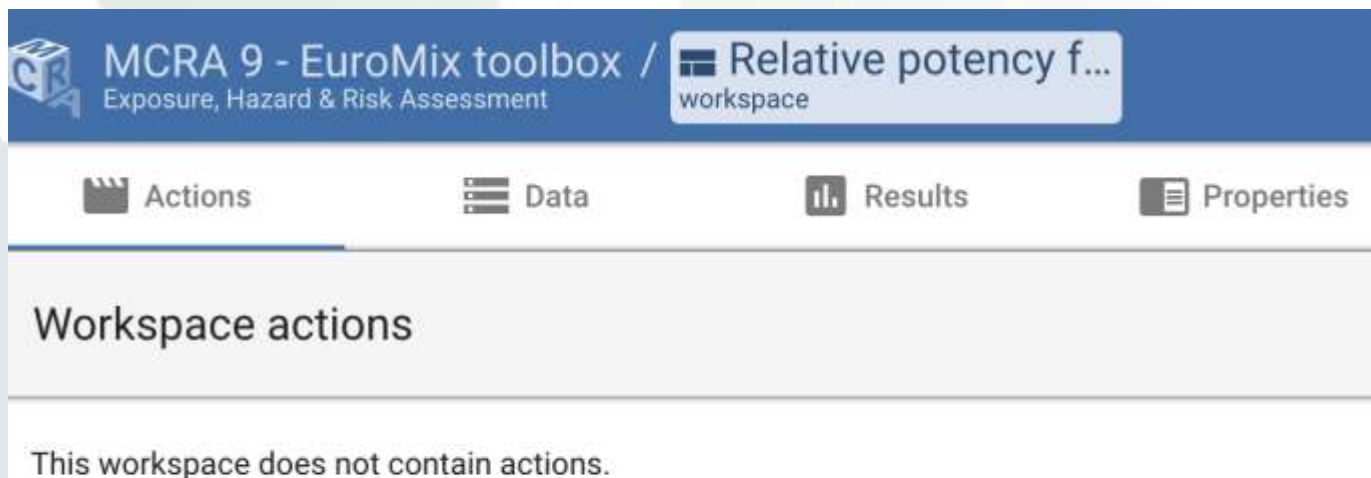 MCRA
MCRA 9 - EuroMix toolbox / Relative potency f...
Exposure, Hazard & Risk Assessment workspace
Actions Data Results Properties
Workspace actions
This workspace does not contain actions.